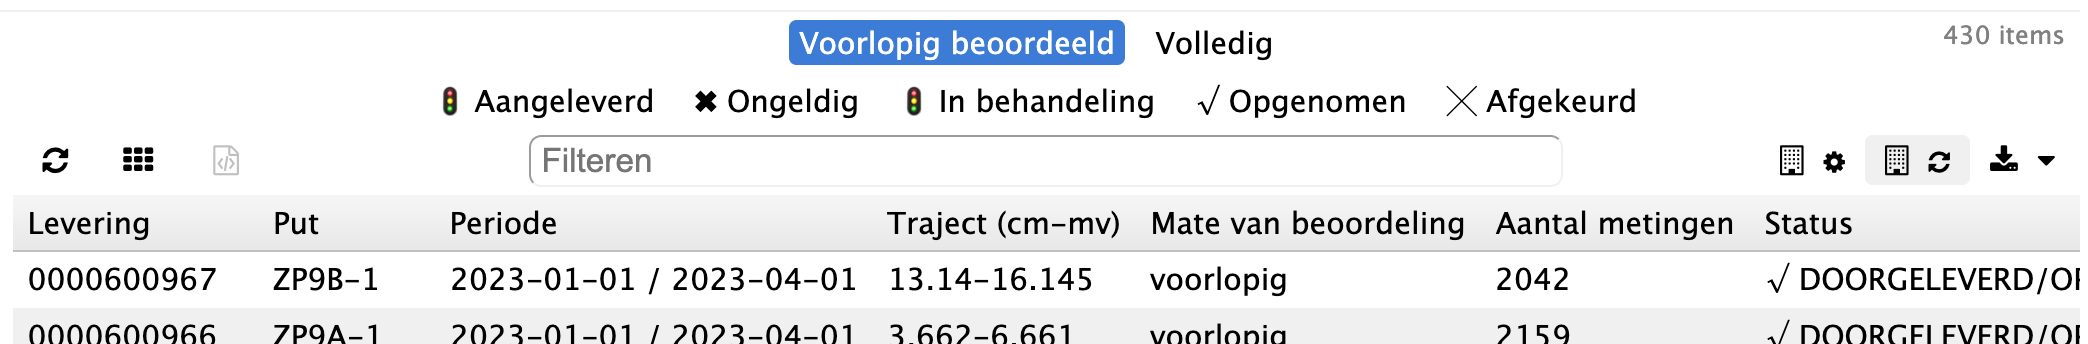 Voorlopig beoordeeld Volledig 430 items
Aangeleverd Ongeldig In behandeling Opgenomen Afgekeurd
Filteren
Levering Put Periode Traject (cm-mv) Mate van beoordeling Aantal metingen Status
0000600967 ZP9B-1 2023-01-01 / 2023-04-01 13.14-16.145 voorlopig 2042 √ DOORGELEVERD/OP
0000600966 ZP9A-1 2023-01-01 / 2023-04-01 3.662-6.661 voorlopig 2159 √ DOORGELEVERD/OP